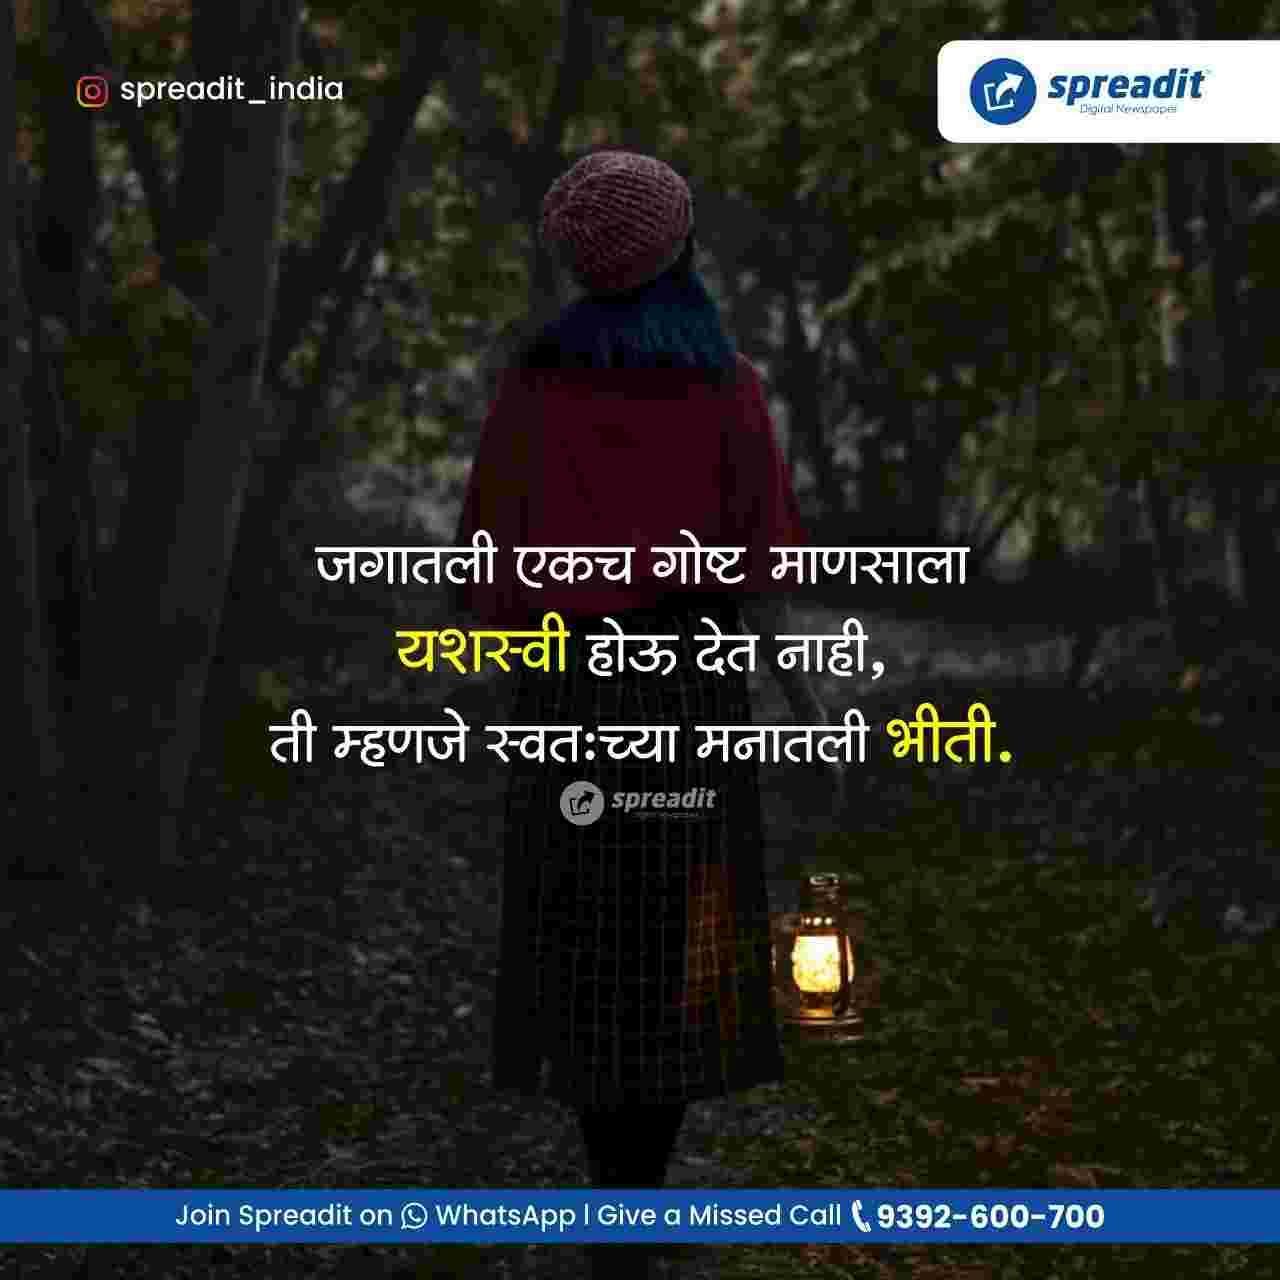 spreadit_india
spreadit
Digital Newspaper
जगातली एकच गोष्ट माणसाला
यशस्वी होऊ देत नाही,
ती म्हणजे स्वतःच्या मनातली भीती.
spreadit
Join Spreadit on WhatsApp | Give a Missed Call 9392-600-700